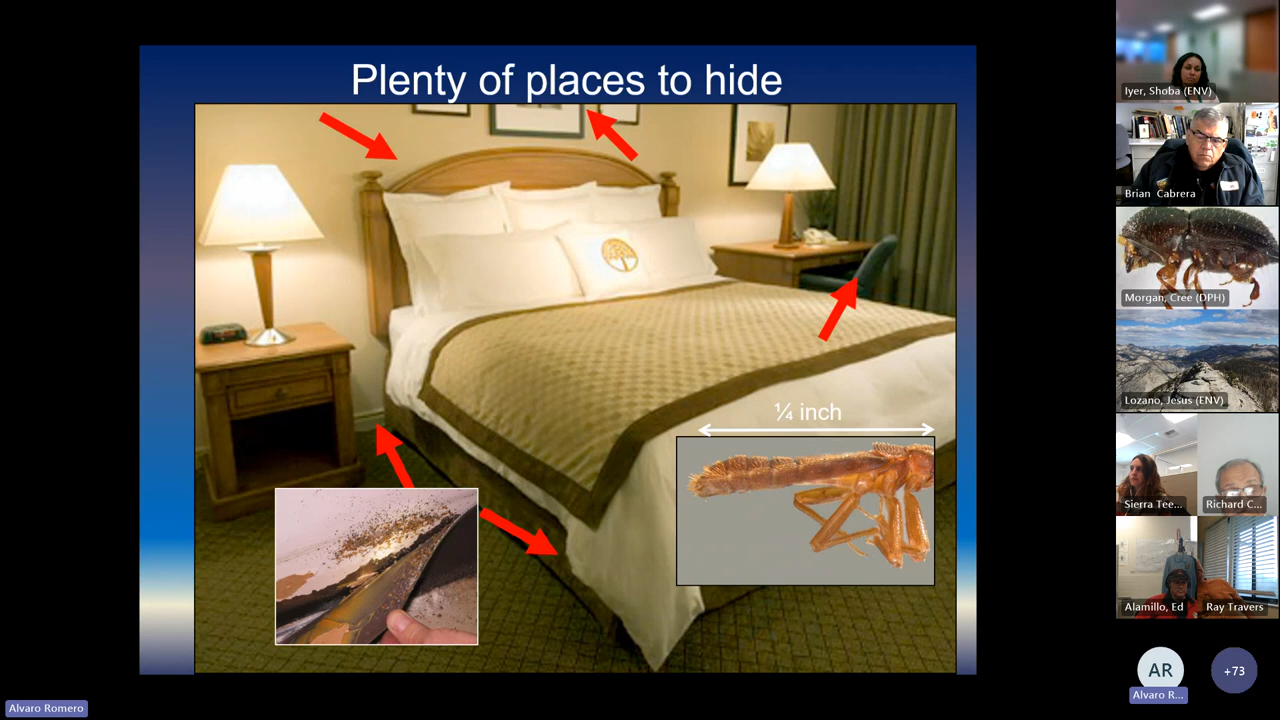 Plenty of places to hide
¼ inch
Iyer, Shoba (ENV)
Brian Cabrera
Morgan, Cree (DPH)
Lozano, Jesus (ENV)
Sierra Tee...
Richard C...
Alamillo, Ed
Ray Travers
AR
+73
Alvaro R...
Alvaro Romero